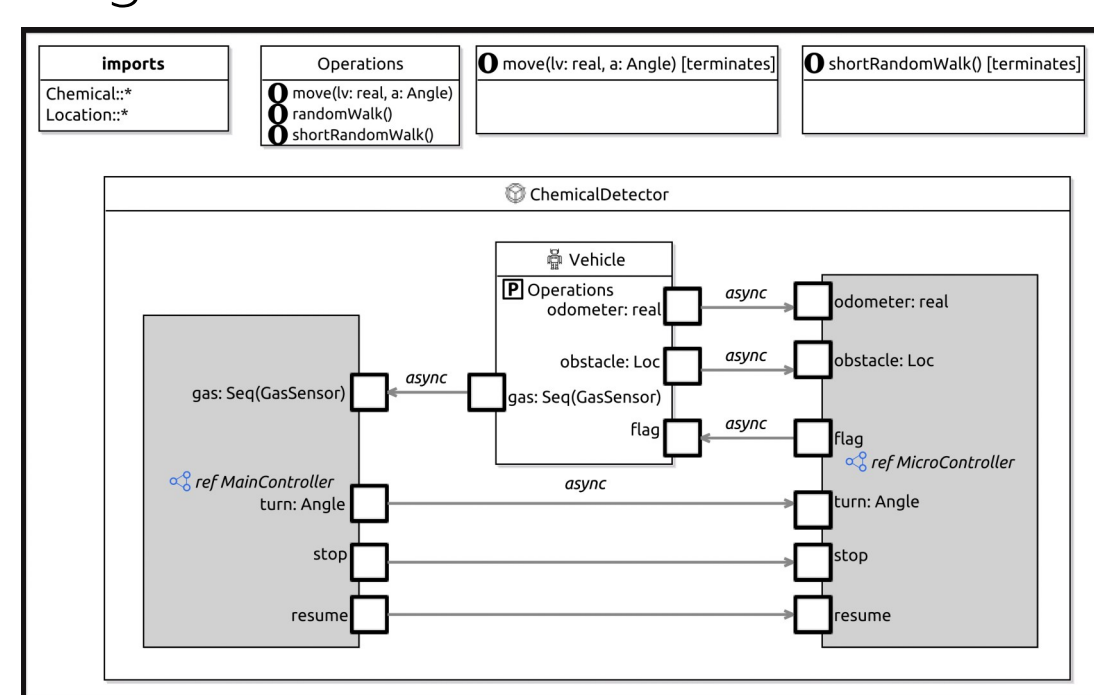 imports
Chemical::*
Location::*
Operations
O move(lv: real, a: Angle)
O randomWalk()
O shortRandomWalk()
O move(lv: real, a: Angle) [terminates]
O shortRandomWalk() [terminates]
ChemicalDetector
Vehicle
P Operations
odometer: real
async
odometer: real
obstacle: Loc
async
obstacle: Loc
gas: Seq(GasSensor)
async
gas: Seq(GasSensor)
flag
async
flag
ref MainController
ref MicroController
turn: Angle
async
turn: Angle
stop
stop
resume
resume